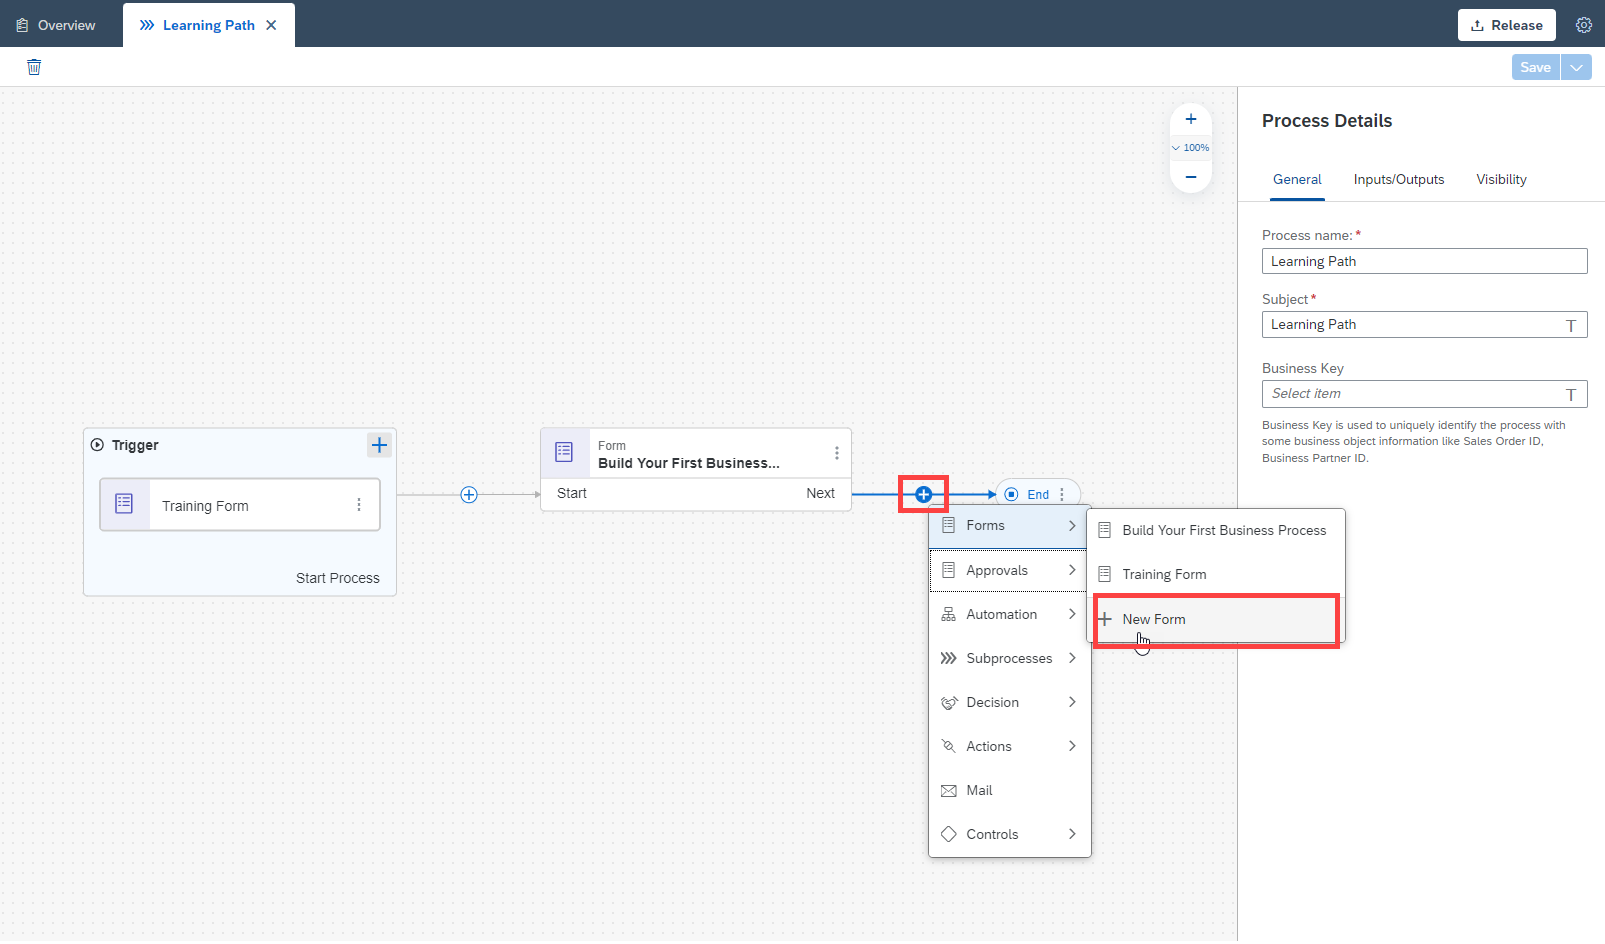 Overview
Learning Path
Release
Save
100%
Process Details
General
Inputs/Outputs
Visibility
Process name:*
Learning Path
Subject*
Learning Path
T
Business Key
Select item
T
Business Key is used to uniquely identify the process with
some business object information like Sales Order ID,
Business Partner ID.
Trigger
Training Form
Start Process
Form
Build Your First Business...
Start
Next
End
Forms
Approvals
Automation
Subprocesses
Decision
Actions
Mail
Controls
Build Your First Business Process
Training Form
New Form